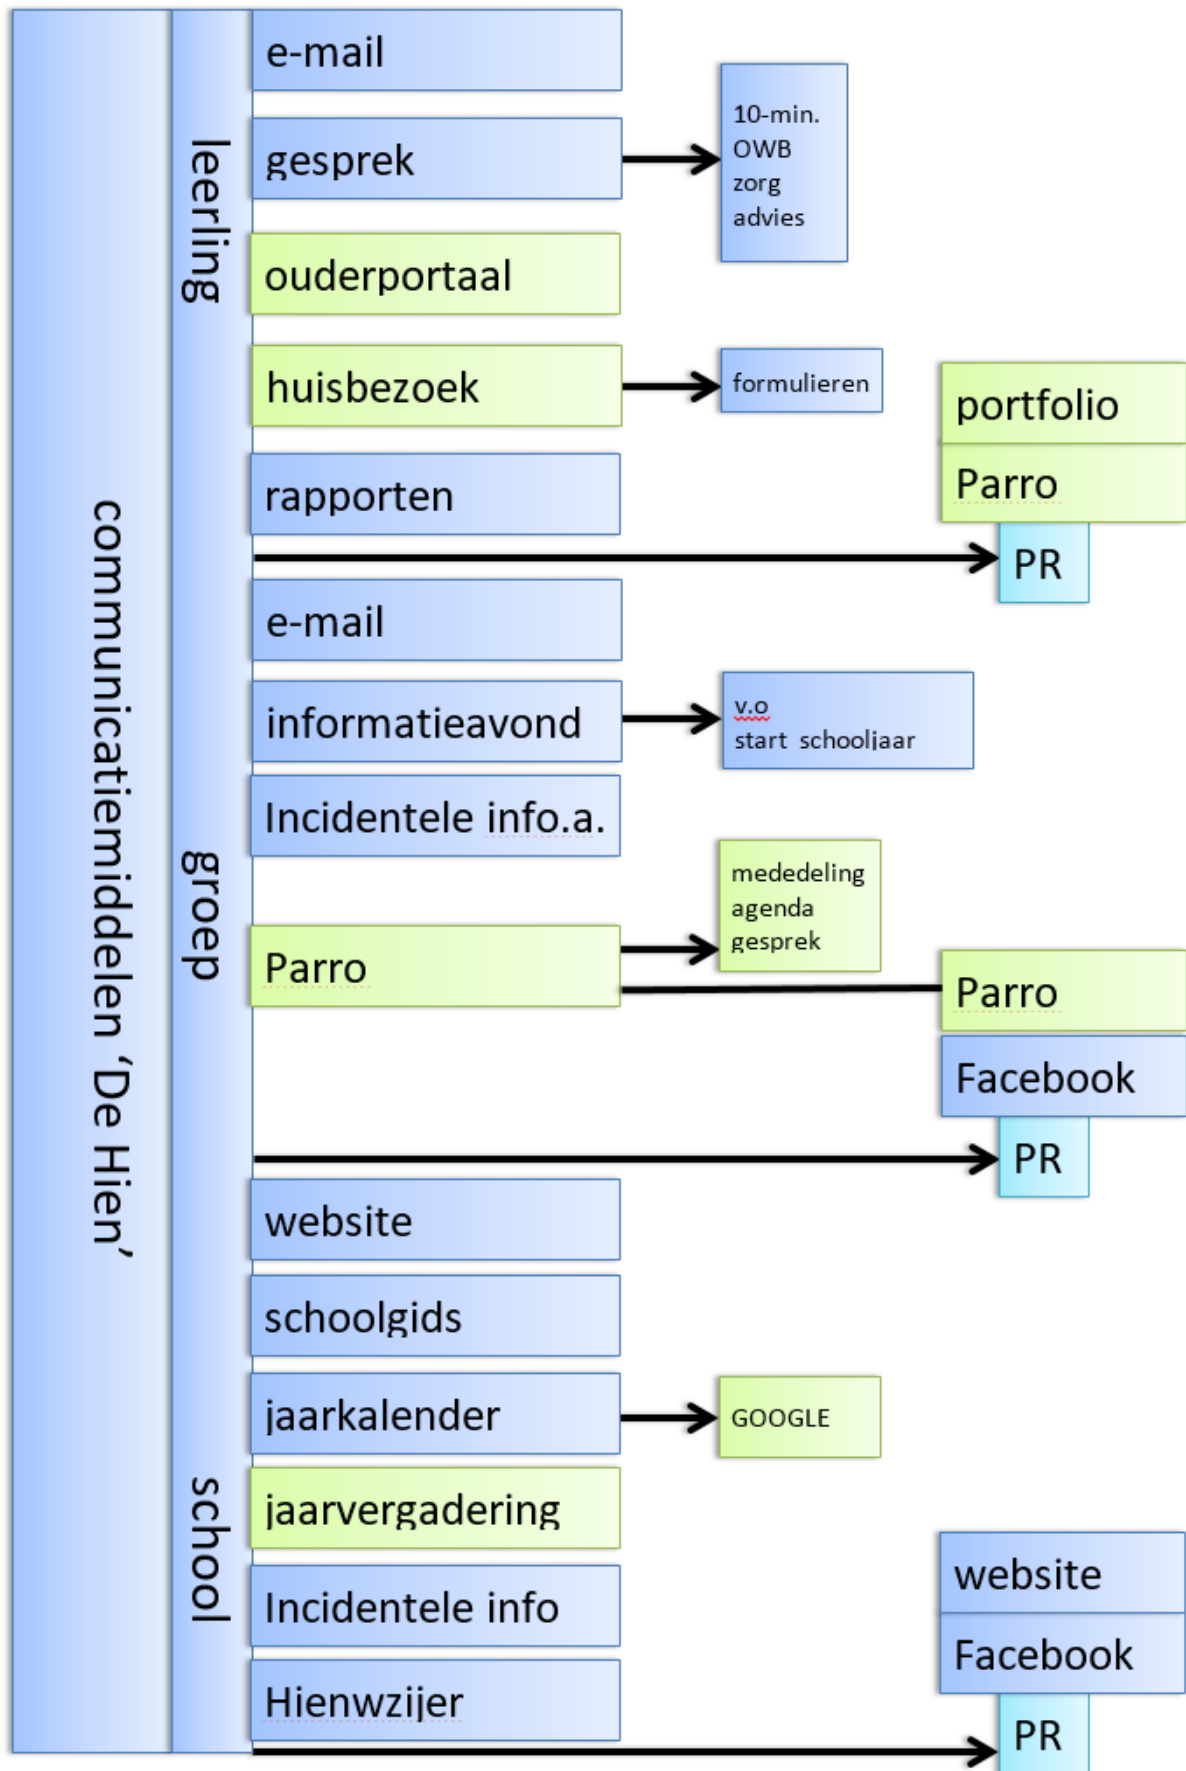 communicatiemiddelen ‘De Hien’
leerling
e-mail
gesprek
10-min.
OWB
zorg
advies
ouderportaal
huisbezoek
formulieren
rapporten
portfolio
Parro
PR
groep
e-mail
informatieavond
v.o
start schooljaar
Incidentele info.a.
Parro
mededeling
agenda
gesprek
Parro
Facebook
PR
school
website
schoolgids
jaarkalender
GOOGLE
jaarvergadering
Incidentele info
Hienwzijer
website
Facebook
PR